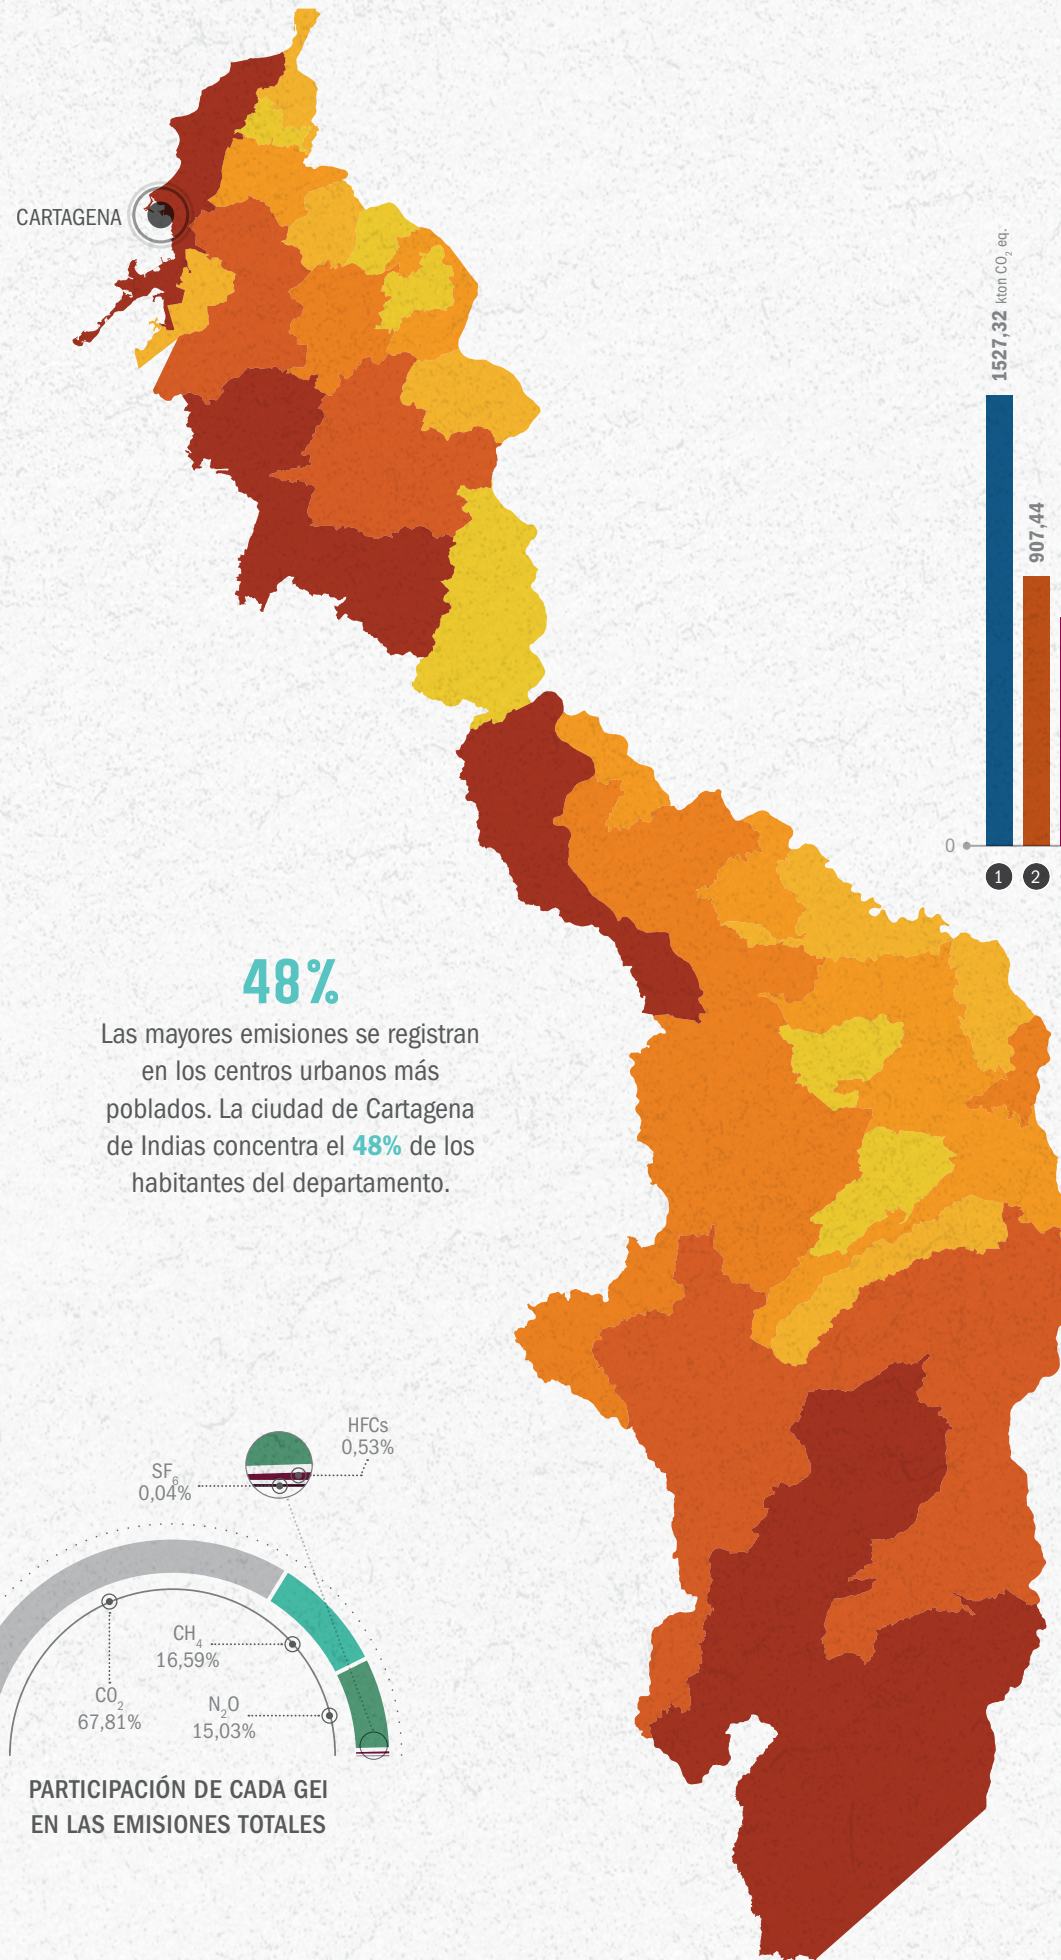 CARTAGENA
1527,32 kton CO₂ eq.
907,44
0
1 2
48%
Las mayores emisiones se registran
en los centros urbanos más
poblados. La ciudad de Cartagena
de Indias concentra el 48% de los
habitantes del departamento.
HFCs
0,53%
SF₆
0,04%
CH₄
16,59%
CO₂
67,81%
N₂O
15,03%
PARTICIPACIÓN DE CADA GEI
EN LAS EMISIONES TOTALES